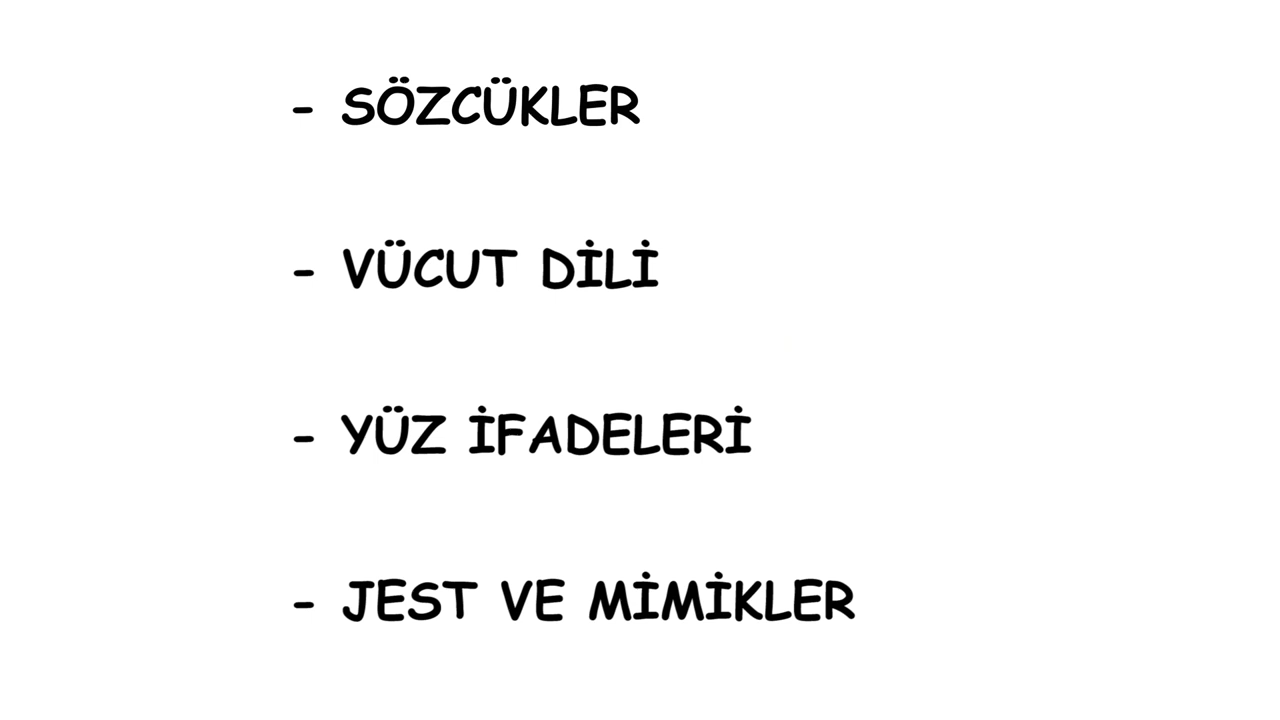 - SÖZCÜKLER
- VÜCUT DİLİ
- YÜZ İFADELERİ
- JEST VE MİMİKLER